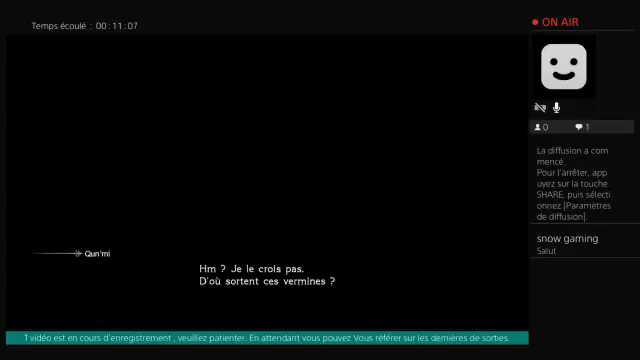 Temps écoulé : 00:11:07
ON AIR
0
1
La diffusion a com
mencé.
Pour l'arrêter, app
uyez sur la touche
SHARE, puis sélecti
onnez [Paramètres
de diffusion].
snow gaming
Salut
Qun'mi
Hm ? Je le crois pas.
D'où sortent ces vermines ?
1 vidéo est en cours d'enregistrement , veuillez patienter. En attendant vous pouvez Vous référer sur les dernières de sorties.